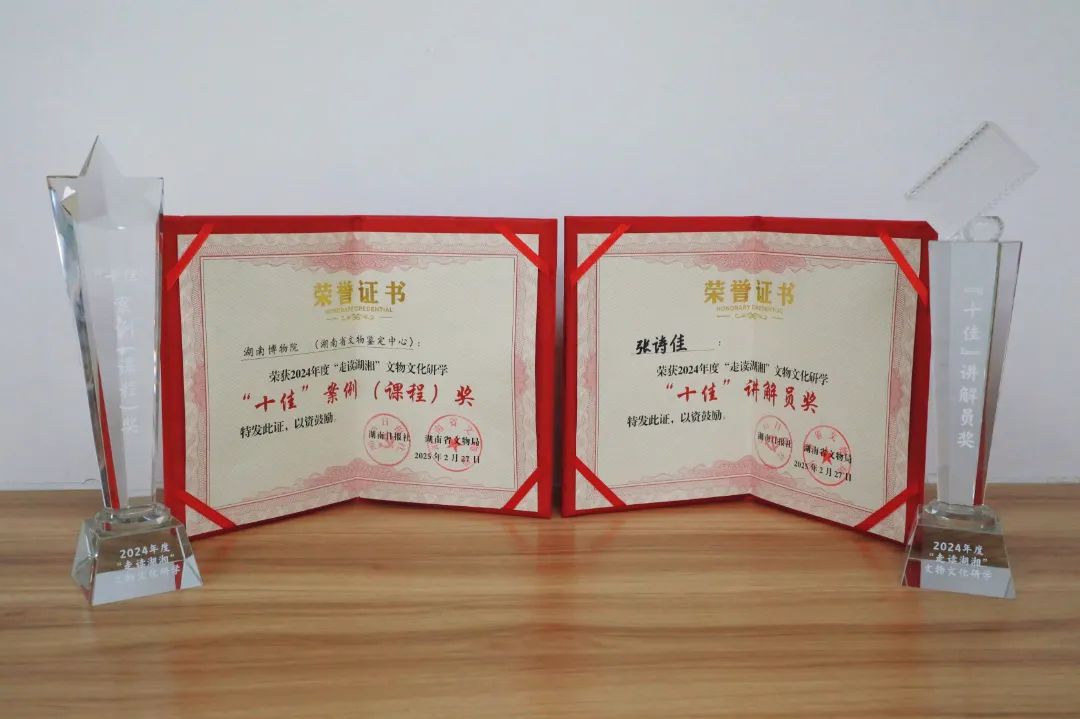 荣誉证书
HONORARY CREDENTIAL
湖南博物院 （湖南省文物鉴定中心）：
荣获2024年度“走读湖湘”文物文化研学
“十佳”案例（课程）奖
特发此证，以资鼓励。
湖南日报社 湖南省文物局
2025年2月27日
荣誉证书
HONORARY CREDENTIAL
张诗佳 ：
荣获2024年度“走读湖湘”文物文化研学
“十佳”讲解员奖
特发此证，以资鼓励。
湖南日报社 湖南省文物局
2025年2月27日
“十佳”案例（课程）奖
2024年度
“走读湖湘”
文物文化研学
“十佳”讲解员奖
2024年度
“走读湖湘”
文物文化研学